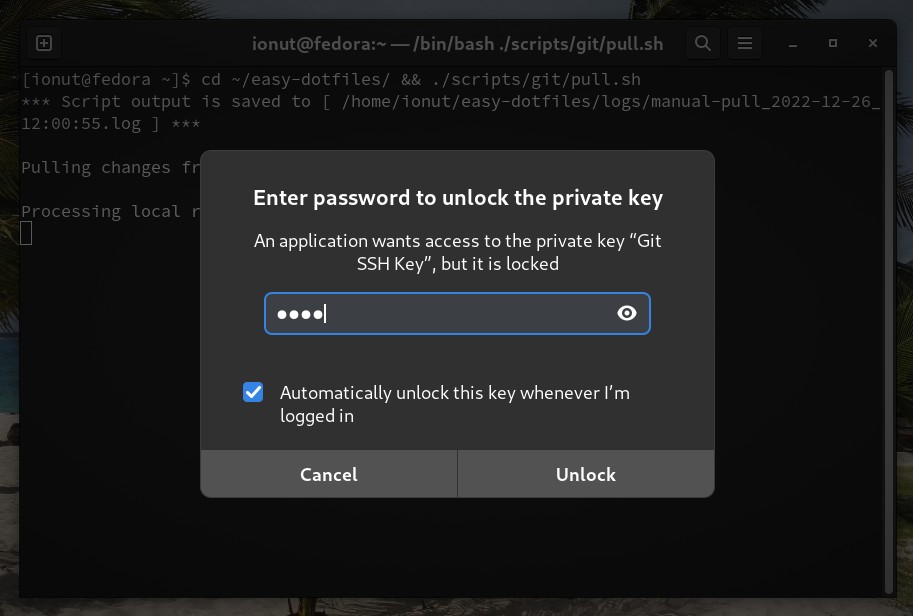 ionut@fedora:~ — /bin/bash ./scripts/git/pull.sh
[ionut@fedora ~]$ cd ~/easy-dotfiles/ && ./scripts/git/pull.sh
*** Script output is saved to [ /home/ionut/easy-dotfiles/logs/manual-pull_2022-12-26_
12:00:55.log ] ***
Pulling changes fr
Processing local r
Enter password to unlock the private key
An application wants access to the private key “Git
SSH Key”, but it is locked
●●●●
Automatically unlock this key whenever I’m
logged in
Cancel Unlock